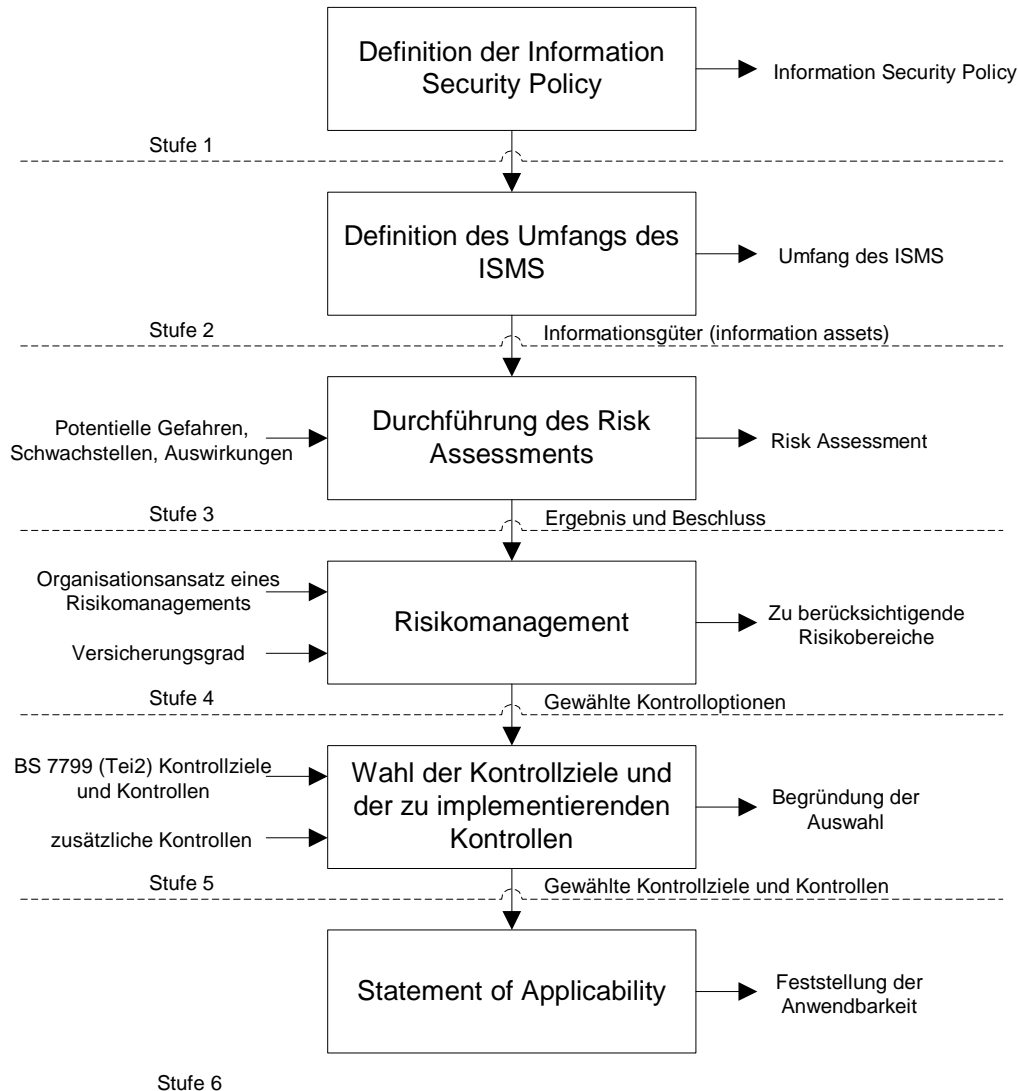 Definition der Information
Security Policy
Information Security Policy
Stufe 1
Definition des Umfangs des
ISMS
Umfang des ISMS
Stufe 2
Informationsgüter (information assets)
Potentielle Gefahren,
Schwachstellen, Auswirkungen
Durchführung des Risk
Assessments
Risk Assessment
Stufe 3
Ergebnis und Beschluss
Organisationsansatz eines
Risikomanagements
Versicherungsgrad
Risikomanagement
Zu berücksichtigende
Risikobereiche
Stufe 4
Gewählte Kontrolloptionen
BS 7799 (Tei2) Kontrollziele
und Kontrollen
zusätzliche Kontrollen
Wahl der Kontrollziele und
der zu implementierenden
Kontrollen
Begründung der
Auswahl
Stufe 5
Gewählte Kontrollziele und Kontrollen
Statement of Applicability
Feststellung der
Anwendbarkeit
Stufe 6